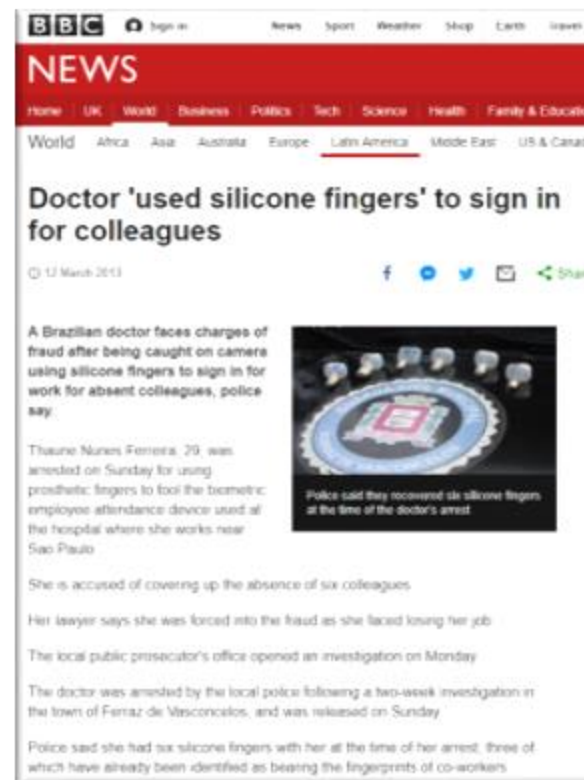 BBC Sign in News Sport Weather Shop Earth Travel
NEWS
Home UK World Business Politics Tech Science Health Family & Educatio
World Africa Asia Australia Europe Latin America Middle East US & Canad
Doctor 'used silicone fingers' to sign in
for colleagues
12 March 2013 Shar
A Brazilian doctor faces charges of
fraud after being caught on camera
using silicone fingers to sign in for
work for absent colleagues, police
say.
Police said they recovered six silicone fingers
at the time of the doctor's arrest
Thaune Nunes Ferreira, 29, was
arrested on Sunday for using
prosthetic fingers to fool the biometric
employee attendance device used at
the hospital where she works near
Sao Paulo.
She is accused of covering up the absence of six colleagues.
Her lawyer says she was forced into the fraud as she faced losing her job.
The local public prosecutor's office opened an investigation on Monday.
The doctor was arrested by the local police following a two-week investigation in
the town of Ferraz de Vasconcelos, and was released on Sunday.
Police said she had six silicone fingers with her at the time of her arrest, three of
which have already been identified as bearing the fingerprints of co-workers.